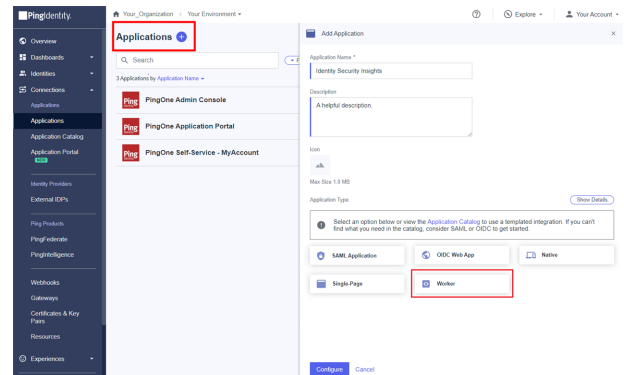 PingIdentity.
Your_Organization
Your Environment
Explore
Your Account
Overview
Dashboards
Identities
Connections
Applications
Applications
Application Catalog
Application Portal
NEW
Identity Providers
External IDPs
Ping Products
PingFederate
PingIntelligence
Webhooks
Gateways
Certificates & Key
Pairs
Resources
Experiences
Applications
Search
3 Applications by Application Name
Ping
PingOne Admin Console
Ping
PingOne Application Portal
Ping
PingOne Self-Service - MyAccount
Add Application
Application Name *
Identity Security Insights
Description
A helpful description.
Icon
Max Size 1.0 MB
Application Type
Show Details
Select an option below or view the Application Catalog to use a templated integration. If you can't
find what you need in the catalog, consider SAML or OIDC to get started.
SAML Application
OIDC Web App
Native
Single-Page
Worker
Configure
Cancel